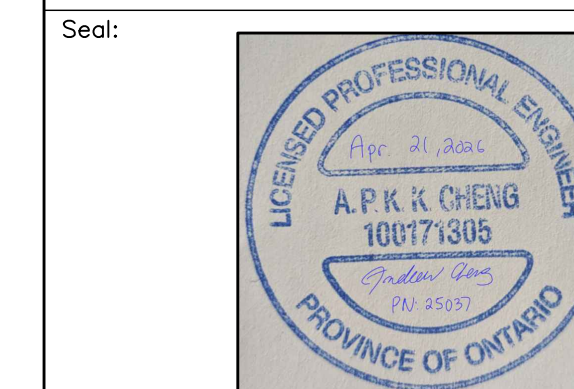 Seal:
LICENSED PROFESSIONAL ENGINEER
Apr. 21, 2026
A. P. K. K. CHENG
100171305
Andrew Cheng
PN: 25037
PROVINCE OF ONTARIO